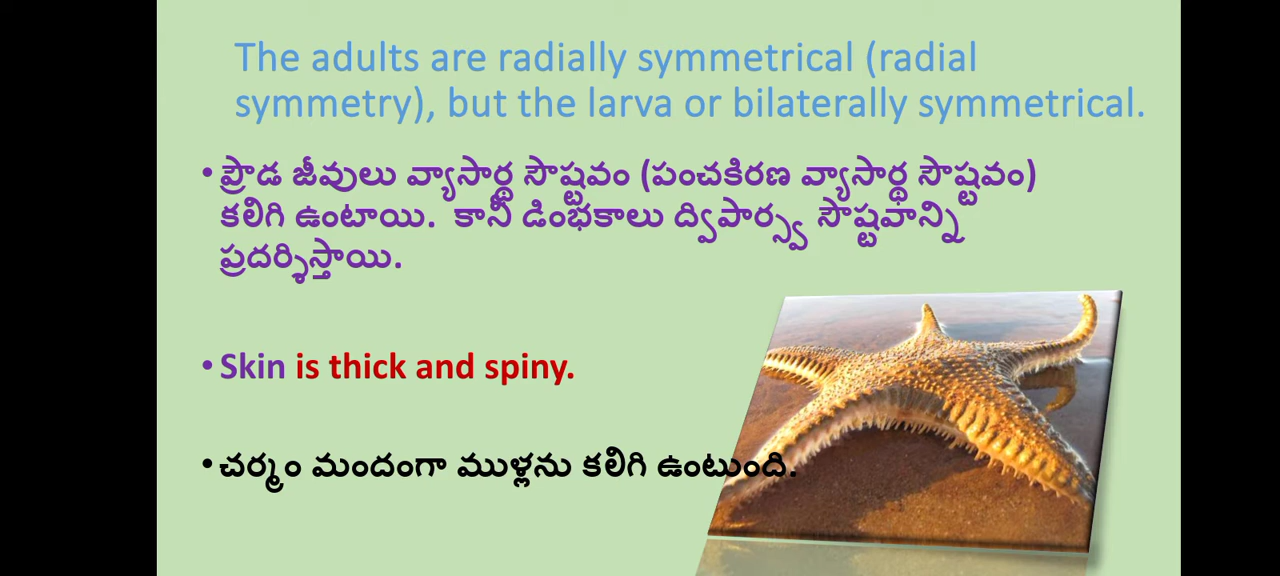 The adults are radially symmetrical (radial
symmetry), but the larva or bilaterally symmetrical.
• ప్రౌడ జీవులు వ్యాసార్థ సౌష్టవం (పంచకిరణ వ్యాసార్థ సౌష్టవం)
కలిగి ఉంటాయి. కానీ డింభకాలు ద్విపార్స్వ సౌష్టవాన్ని
ప్రదర్శిస్తాయి.
• Skin is thick and spiny.
• చర్మం మందంగా ముళ్లను కలిగి ఉంటుంది.